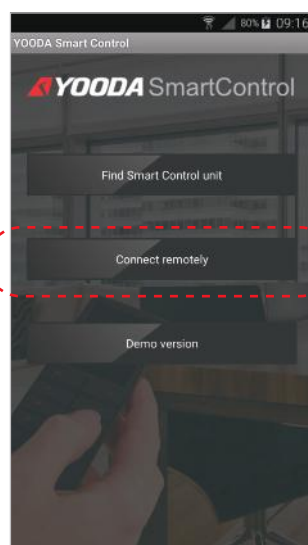 80% 09:16
YOODA Smart Control
YOODA SmartControl
Find Smart Control unit
Connect remotely
Demo version